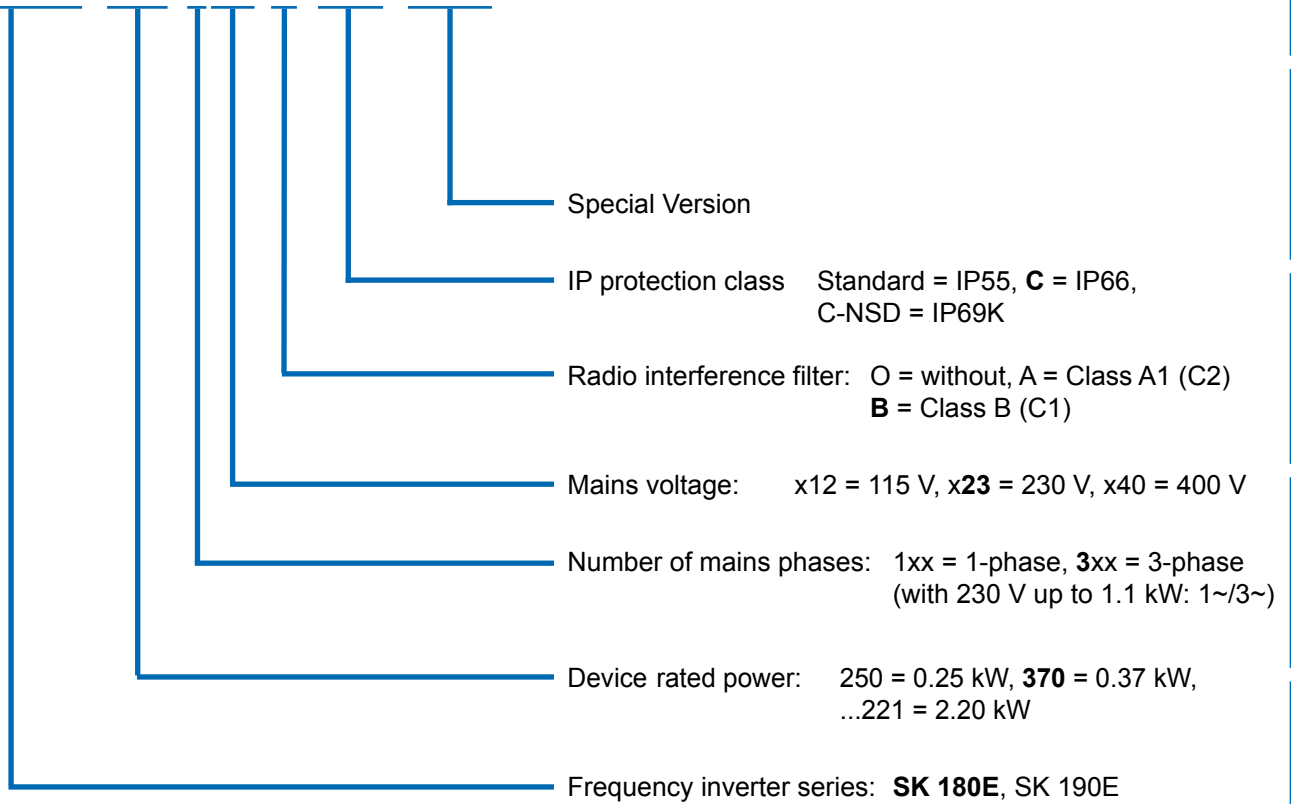 Special Version
IP protection class Standard = IP55, C = IP66,
C-NSD = IP69K
Radio interference filter: O = without, A = Class A1 (C2)
B = Class B (C1)
Mains voltage: x12 = 115 V, x23 = 230 V, x40 = 400 V
Number of mains phases: 1xx = 1-phase, 3xx = 3-phase
(with 230 V up to 1.1 kW: 1~/3~)
Device rated power: 250 = 0.25 kW, 370 = 0.37 kW,
...221 = 2.20 kW
Frequency inverter series: SK 180E, SK 190E